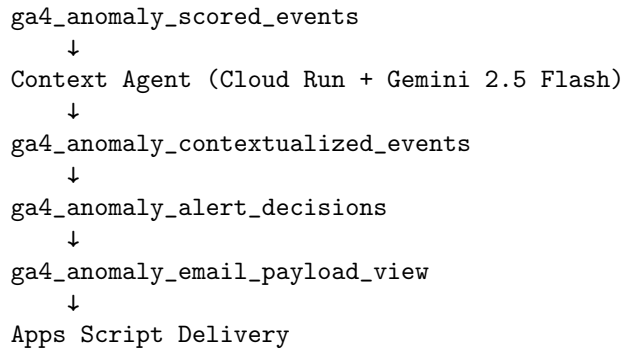 ga4_anomaly_scored_events
↓
Context Agent (Cloud Run + Gemini 2.5 Flash)
↓
ga4_anomaly_contextualized_events
↓
ga4_anomaly_alert_decisions
↓
ga4_anomaly_email_payload_view
↓
Apps Script Delivery